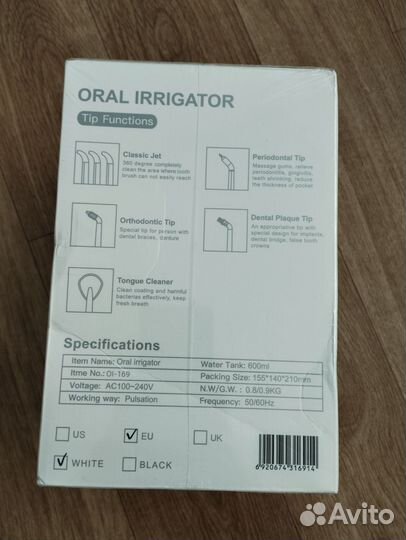 ORAL IRRIGATOR
Tip Functions
Classic Jet
360 degree completely
clean the area where tooth
brush can not easily reach
Periodontal Tip
Massage gums, relieve
periodontitis, gingivitis,
teeth shrinking, reduce
the thickness of pocket
Orthodontic Tip
Special tip for person with
dental braces, danture
Dental Plaque Tip
An appropriative tip with
special design for implants,
dental bridge, false tooth
crowns
Tongue Cleaner
Clean coating and harmful
bacterias effectively, keep
fresh breath
Specifications
Item Name: Oral irrigator
Water Tank: 600ml
Itme No.: OI-169
Packing Size: 155*140*210mm
Voltage: AC100~240V
N.W/G.W.: 0.8/0.9KG
Working way: Pulsation
Frequency: 50/60Hz
US
EU
UK
WHITE
BLACK
6920674316914
Avito